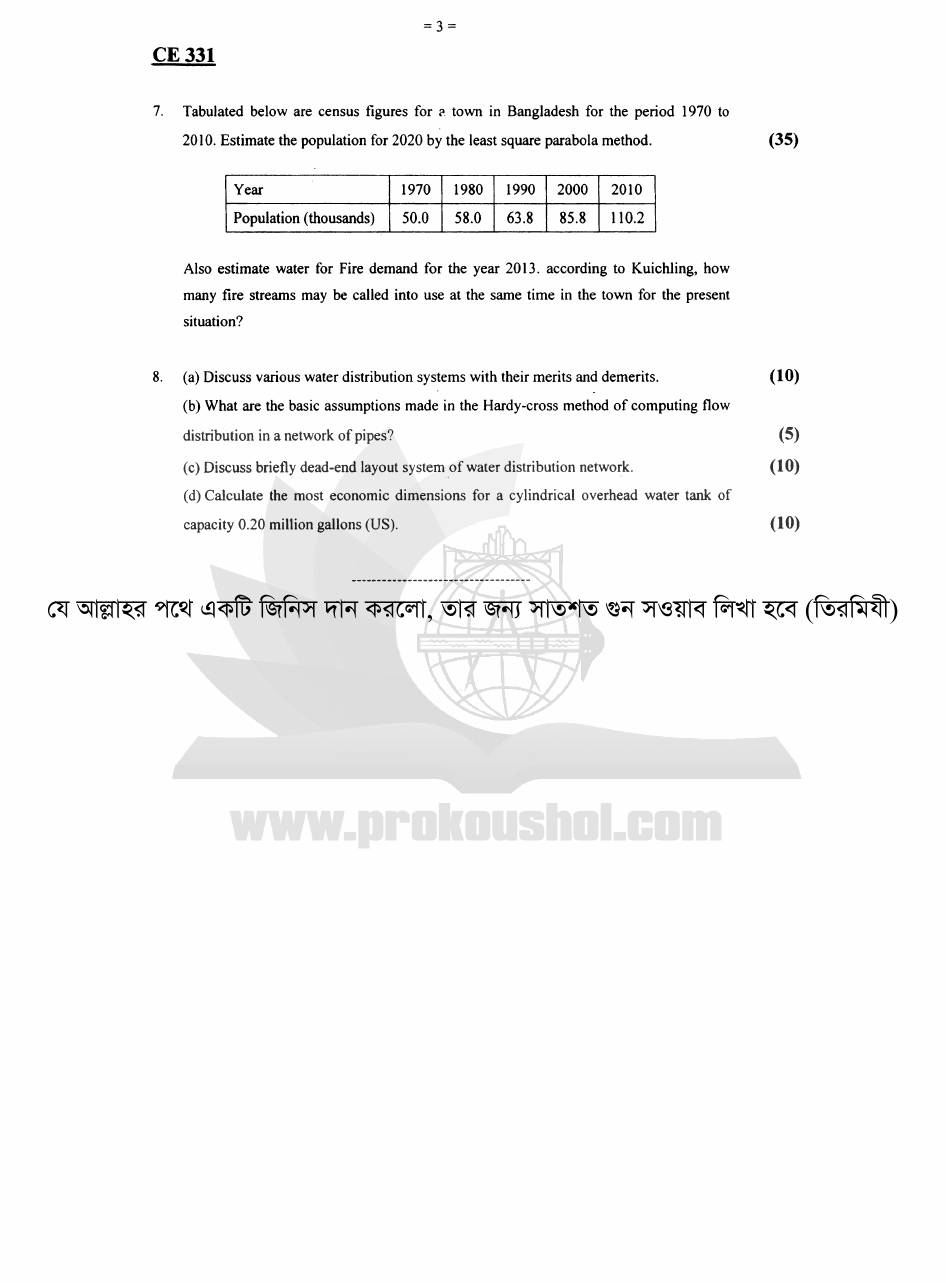 = 3 =
CE 331
7. Tabulated below are census figures for a town in Bangladesh for the period 1970 to
2010. Estimate the population for 2020 by the least square parabola method. (35)
Year 1970 1980 1990 2000 2010
Population (thousands) 50.0 58.0 63.8 85.8 110.2
Also estimate water for Fire demand for the year 2013. according to Kuichling, how
many fire streams may be called into use at the same time in the town for the present
situation?
8. (a) Discuss various water distribution systems with their merits and demerits. (10)
(b) What are the basic assumptions made in the Hardy-cross method of computing flow
distribution in a network of pipes? (5)
(c) Discuss briefly dead-end layout system of water distribution network. (10)
(d) Calculate the most economic dimensions for a cylindrical overhead water tank of
capacity 0.20 million gallons (US). (10)
----------------------------------
যে আল্লাহর পথে একটি জিনিস দান করলো, তার জন্য সাতশত গুন সওয়াব লিখা হবে (তিরমিযী)
www.prokoushol.com